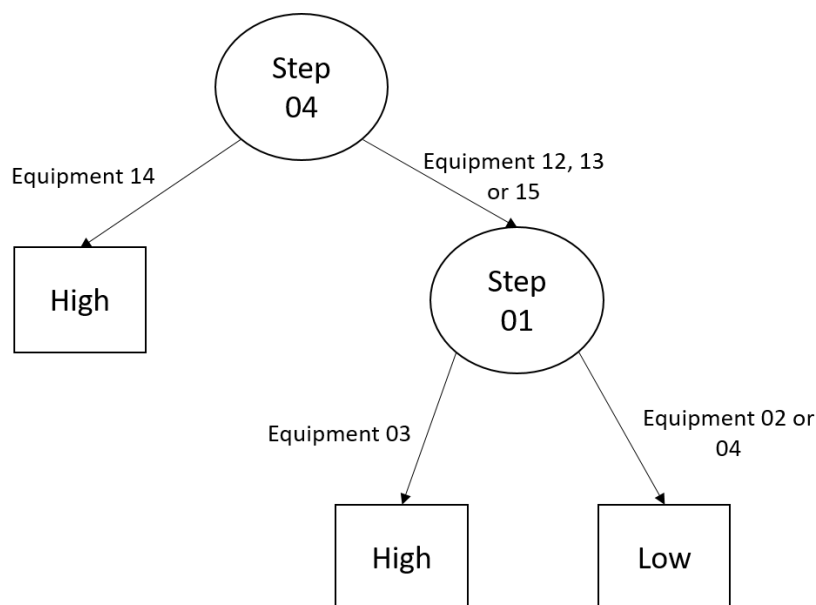 Step
04
Equipment 14
Equipment 12, 13
or 15
High
Step
01
Equipment 03
Equipment 02 or
04
High
Low